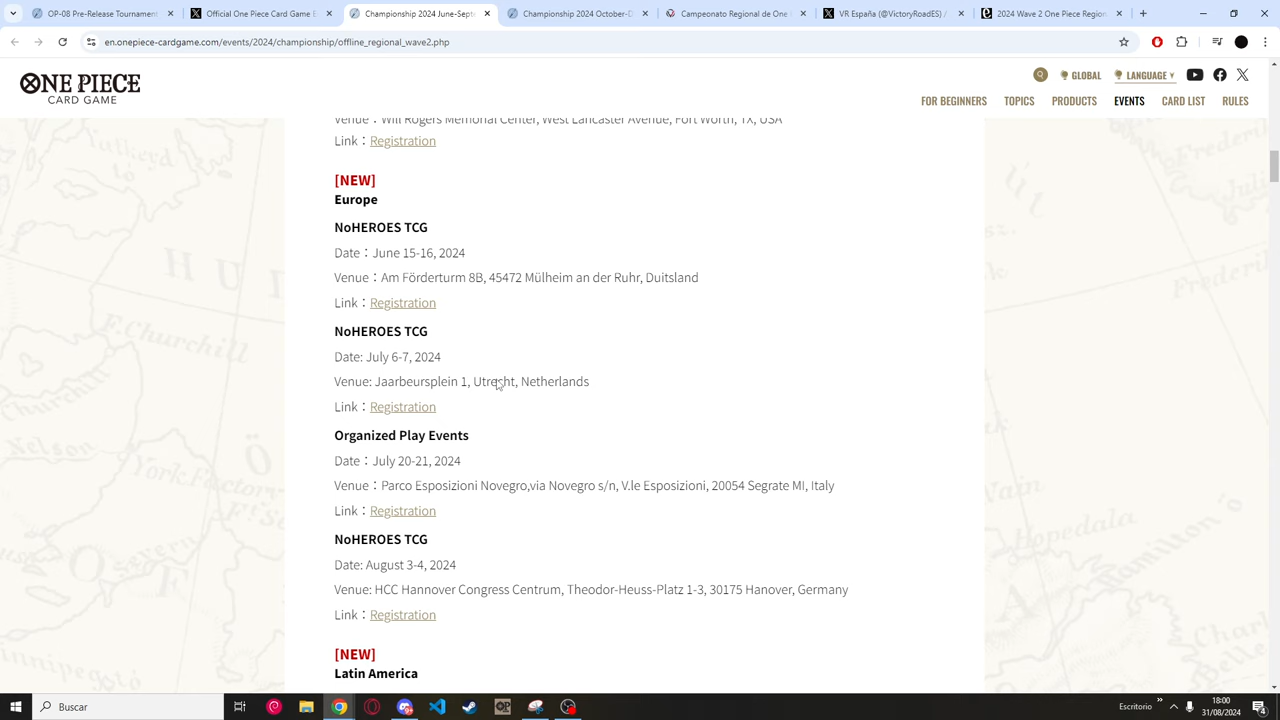 OP-08 Pre-Release Tournament
Official One Piece Card Game E
Championship 2024 June-Sept
Championship 2024 October-D
Campeonato Regional de One
VR España (@VictoryRoadES) /
2024 Wave 2 One Piece Region
en.onepiece-cardgame.com/events/2024/championship/offline_regional_wave2.php
ONE PIECE
CARD GAME
GLOBAL
LANGUAGE
FOR BEGINNERS
TOPICS
PRODUCTS
EVENTS
CARD LIST
RULES
Venue：Will Rogers Memorial Center, West Lancaster Avenue, Fort Worth, TX, USA
Link：Registration
[NEW]
Europe
NoHEROES TCG
Date：June 15-16, 2024
Venue：Am Förderturm 8B, 45472 Mülheim an der Ruhr, Duitsland
Link：Registration
NoHEROES TCG
Date: July 6-7, 2024
Venue: Jaarbeursplein 1, Utrecht, Netherlands
Link：Registration
Organized Play Events
Date：July 20-21, 2024
Venue：Parco Esposizioni Novegro,via Novegro s/n, V.le Esposizioni, 20054 Segrate MI, Italy
Link：Registration
NoHEROES TCG
Date: August 3-4, 2024
Venue: HCC Hannover Congress Centrum, Theodor-Heuss-Platz 1-3, 30175 Hanover, Germany
Link：Registration
[NEW]
Latin America
Buscar
Escritorio
18:00
31/08/2024